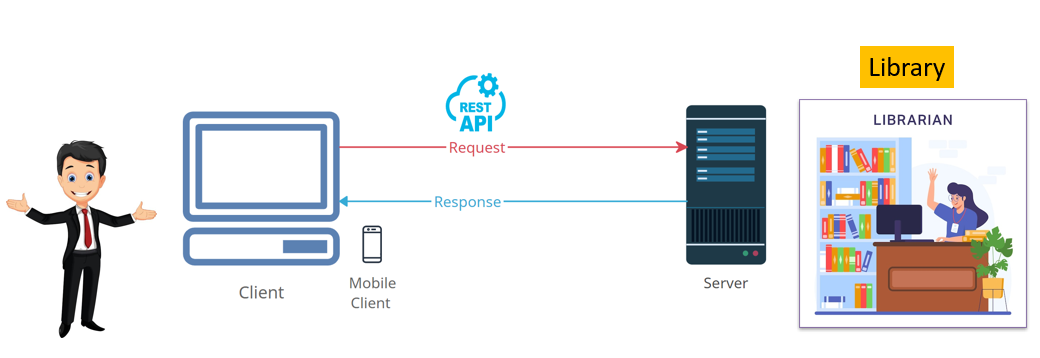 Library
LIBRARIAN
REST
API
Request
Response
Client
Mobile
Client
Server